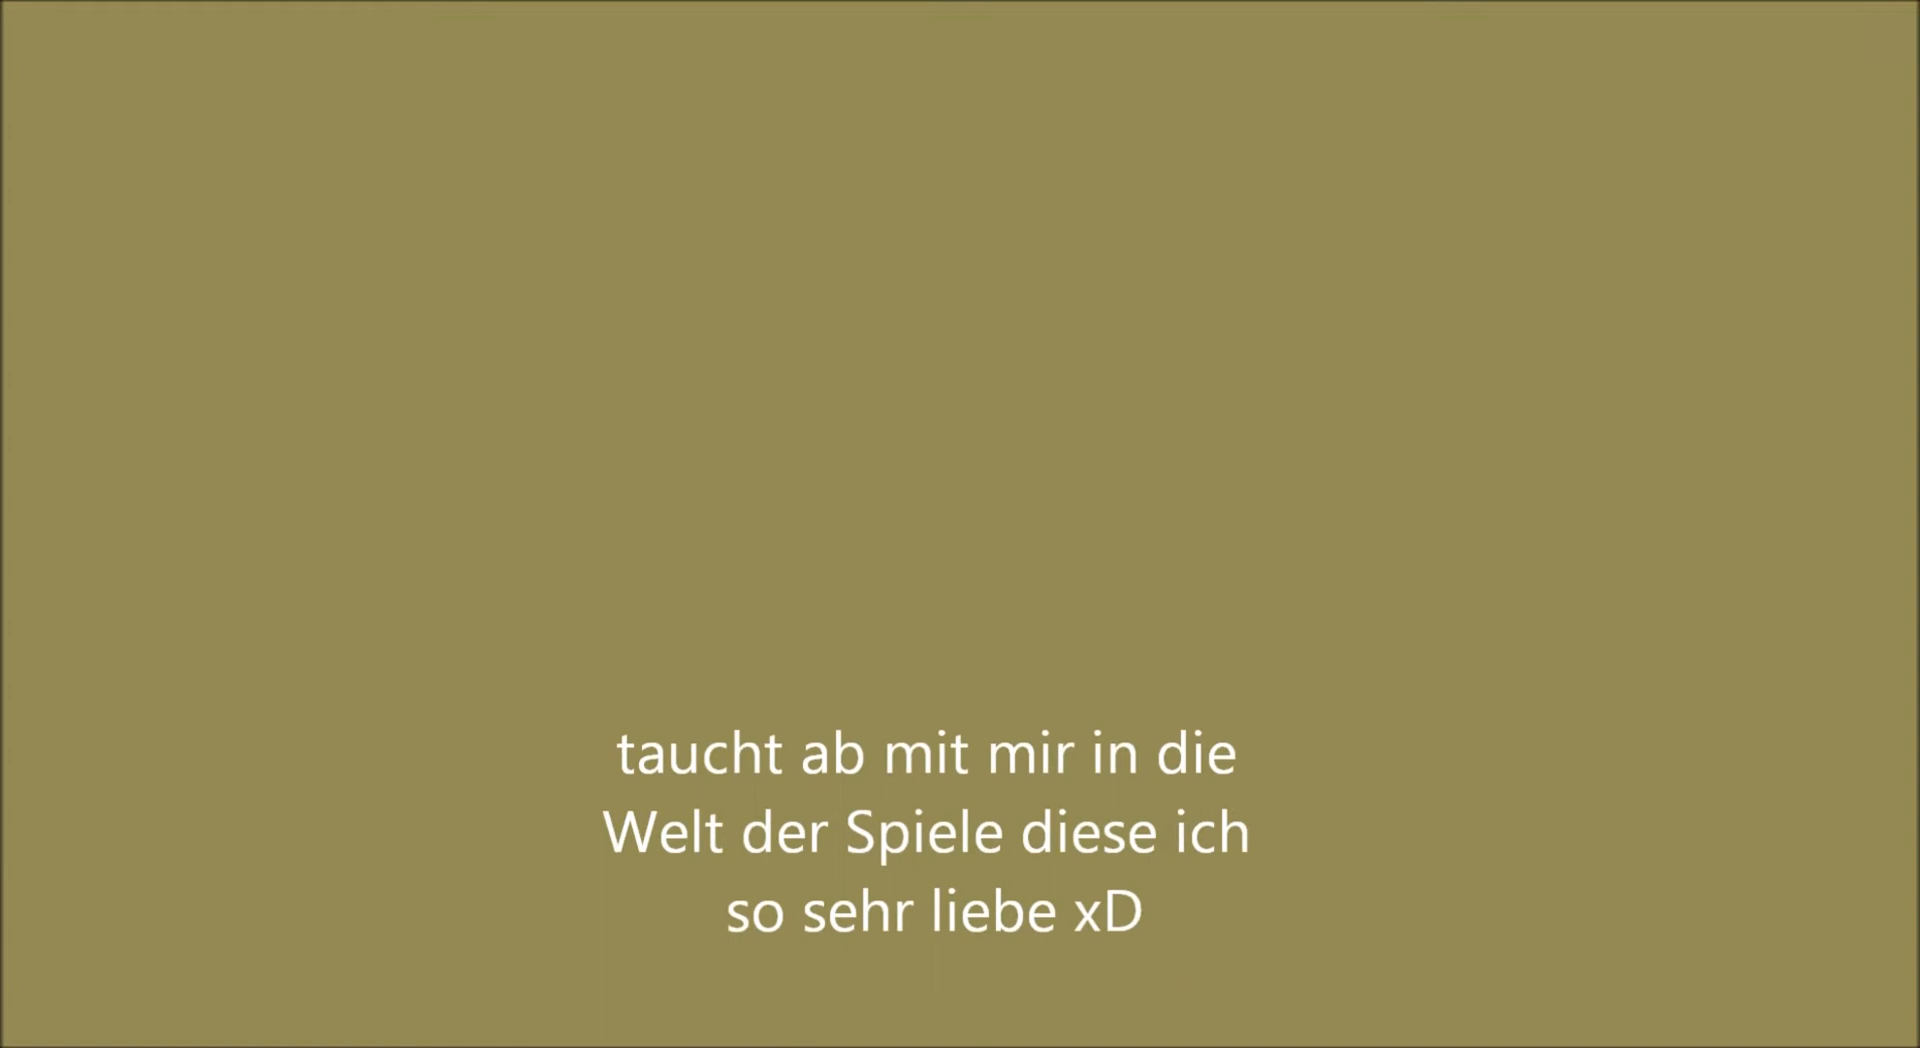 taucht ab mit mir in die
Welt der Spiele diese ich
so sehr liebe xD